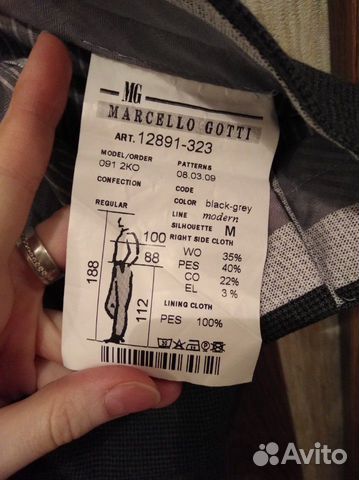 MG
MARCELLO GOTTI
ART. 12891-323
MODEL/ORDER
091 2KO
CONFECTION
REGULAR
PATTERNS
08.03.09
CODE
COLOR black-grey
LINE modern
SILHOUETTE M
RIGHT SIDE CLOTH
WO 35%
PES 40%
CO 22%
EL 3 %
LINING CLOTH
PES 100%
188
100
88
112
Avito